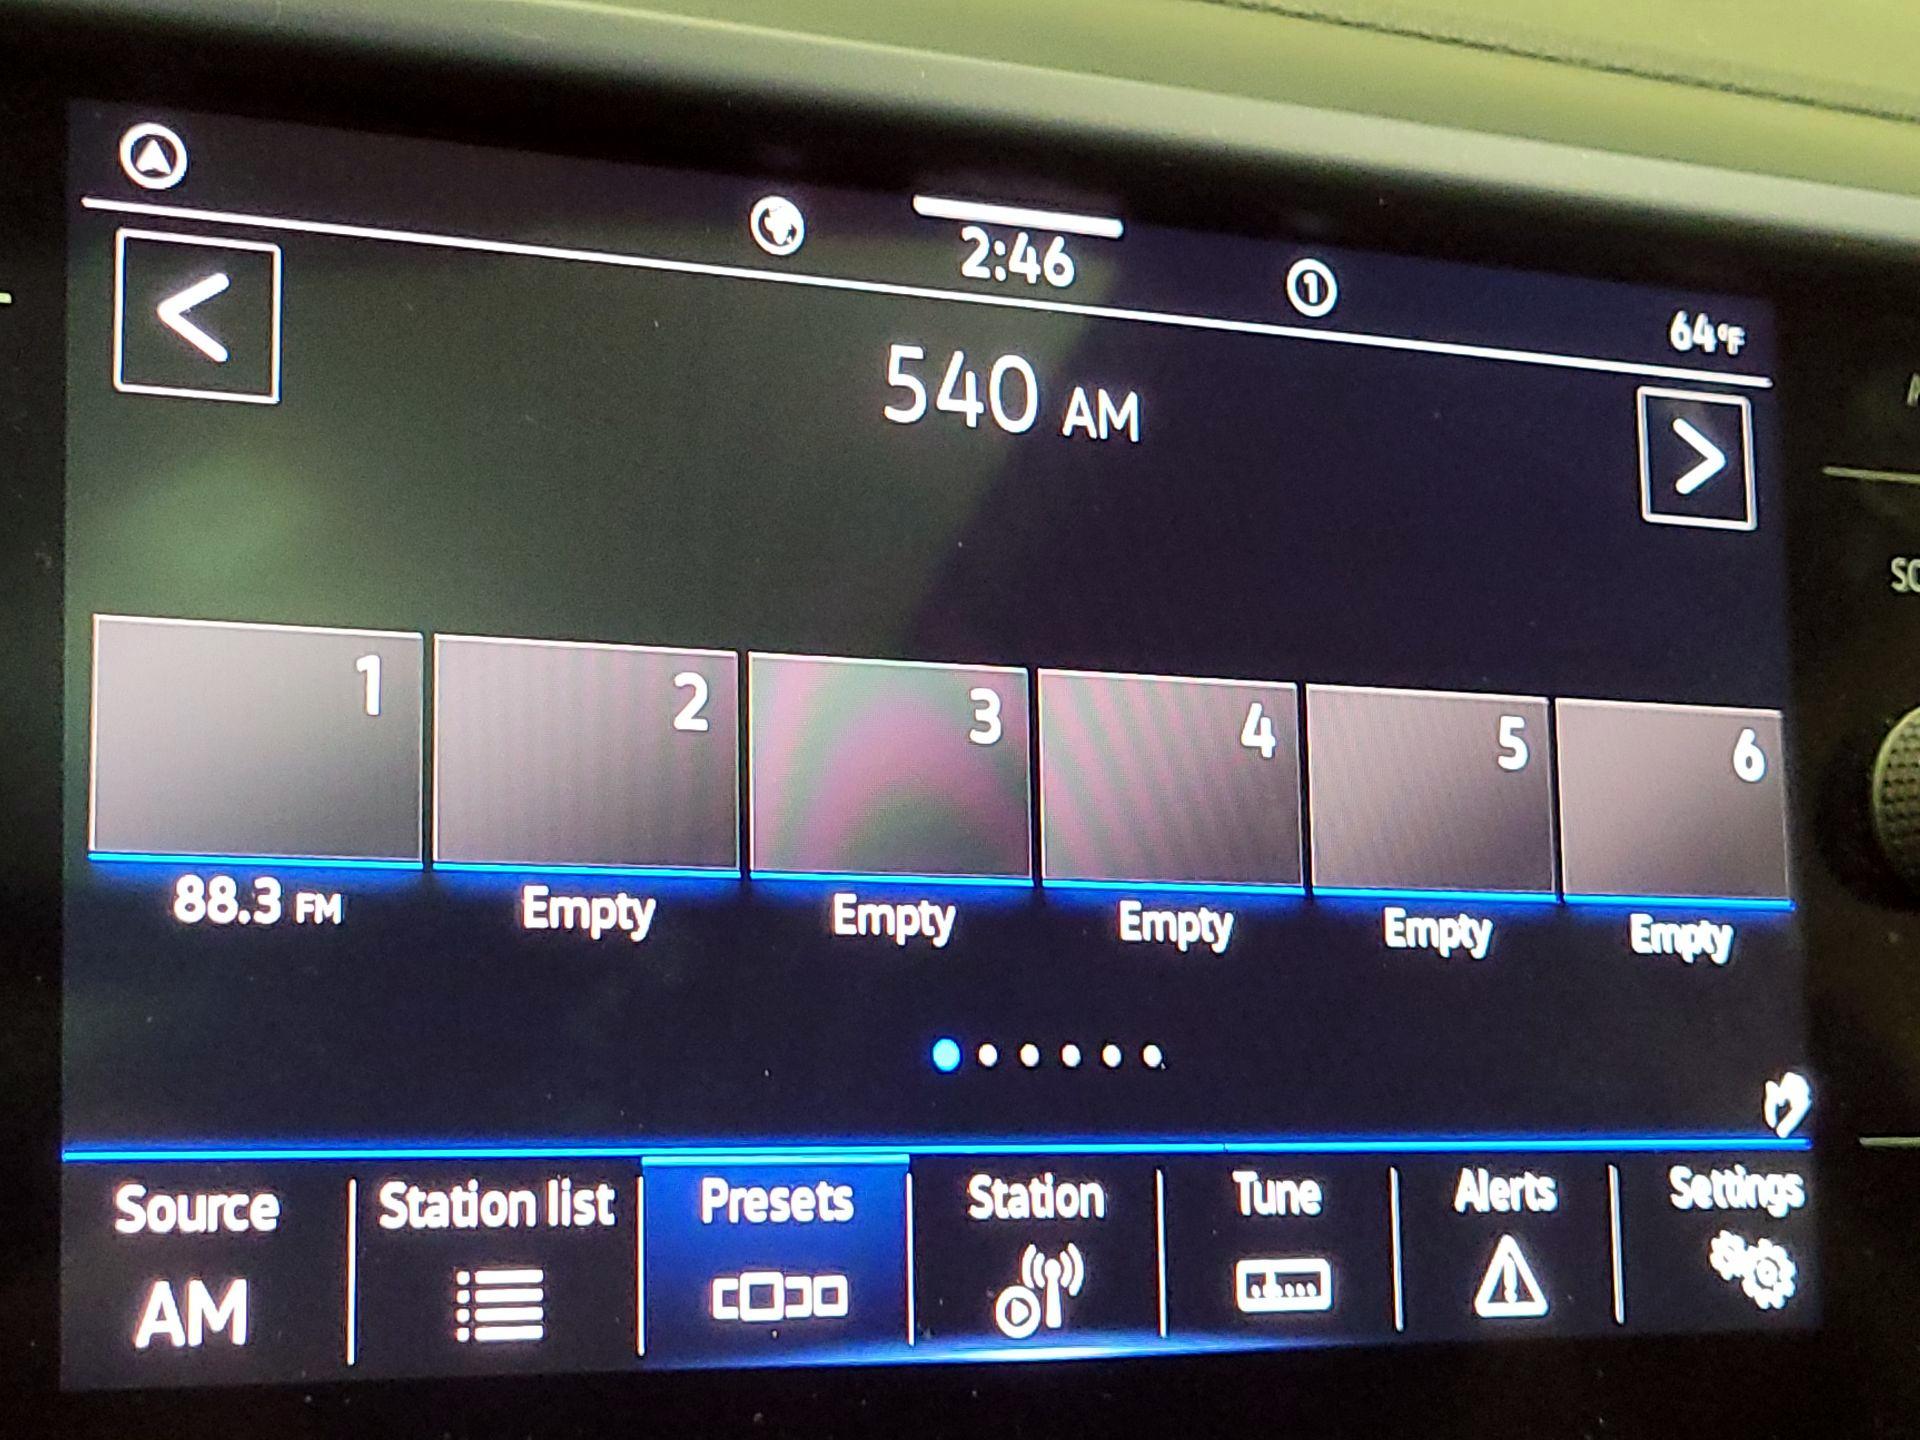 2:46
1
64°F
540 AM
1
2
3
4
5
6
88.3 FM
Empty
Empty
Empty
Empty
Empty
Source
Station list
Presets
Station
Tune
Alerts
Settings
AM